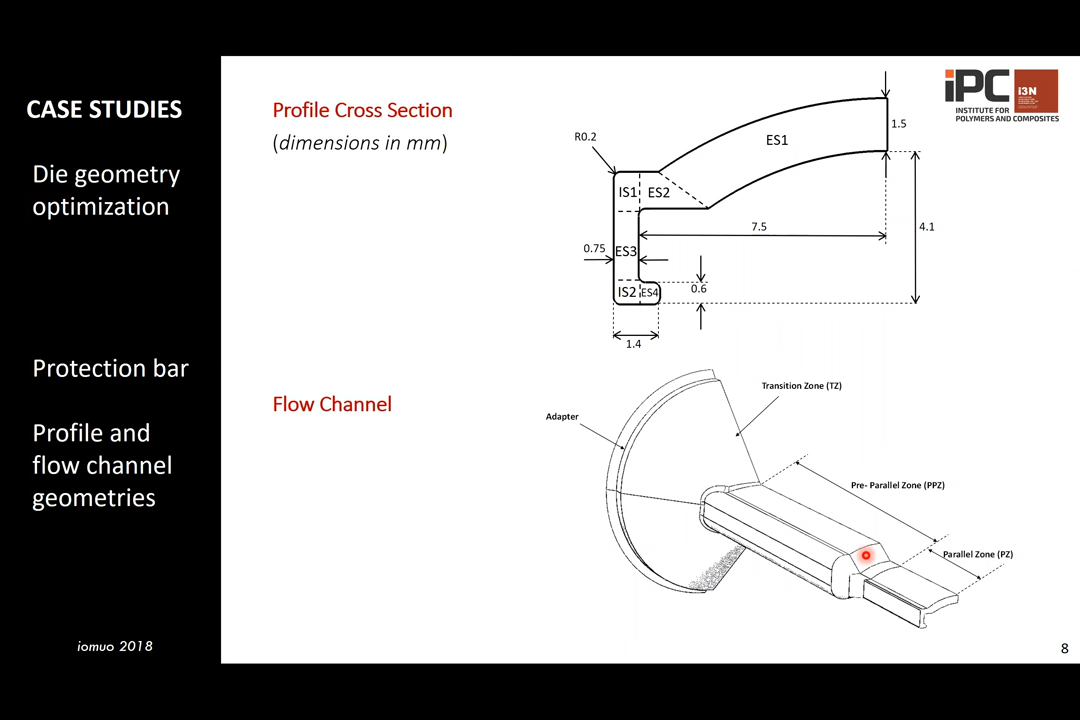 CASE STUDIES
Die geometry
optimization
Protection bar
Profile and
flow channel
geometries
iomuo 2018
Profile Cross Section
(dimensions in mm)
iPC
i3N
INSTITUTE FOR
POLYMERS AND COMPOSITES
R0.2
ES1
1.5
IS1
ES2
7.5
4.1
0.75
ES3
IS2
ES4
0.6
1.4
Flow Channel
Adapter
Transition Zone (TZ)
Pre- Parallel Zone (PPZ)
Parallel Zone (PZ)
8